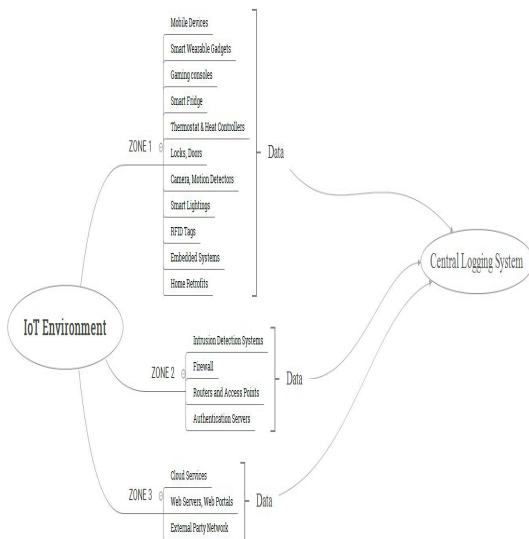 IoT Environment
ZONE 1
Mobile Devices
Smart Wearable Gadgets
Gaming consoles
Smart Fridge
Thermostat & Heat Controllers
Locks, Doors
Camera, Motion Detectors
Smart Lightings
RFID Tags
Embedded Systems
Home Retrofits
Data
ZONE 2
Intrusion Detection Systems
Firewall
Routers and Access Points
Authentication Servers
Data
ZONE 3
Cloud Services
Web Servers, Web Portals
External Party Network
Data
Central Logging System